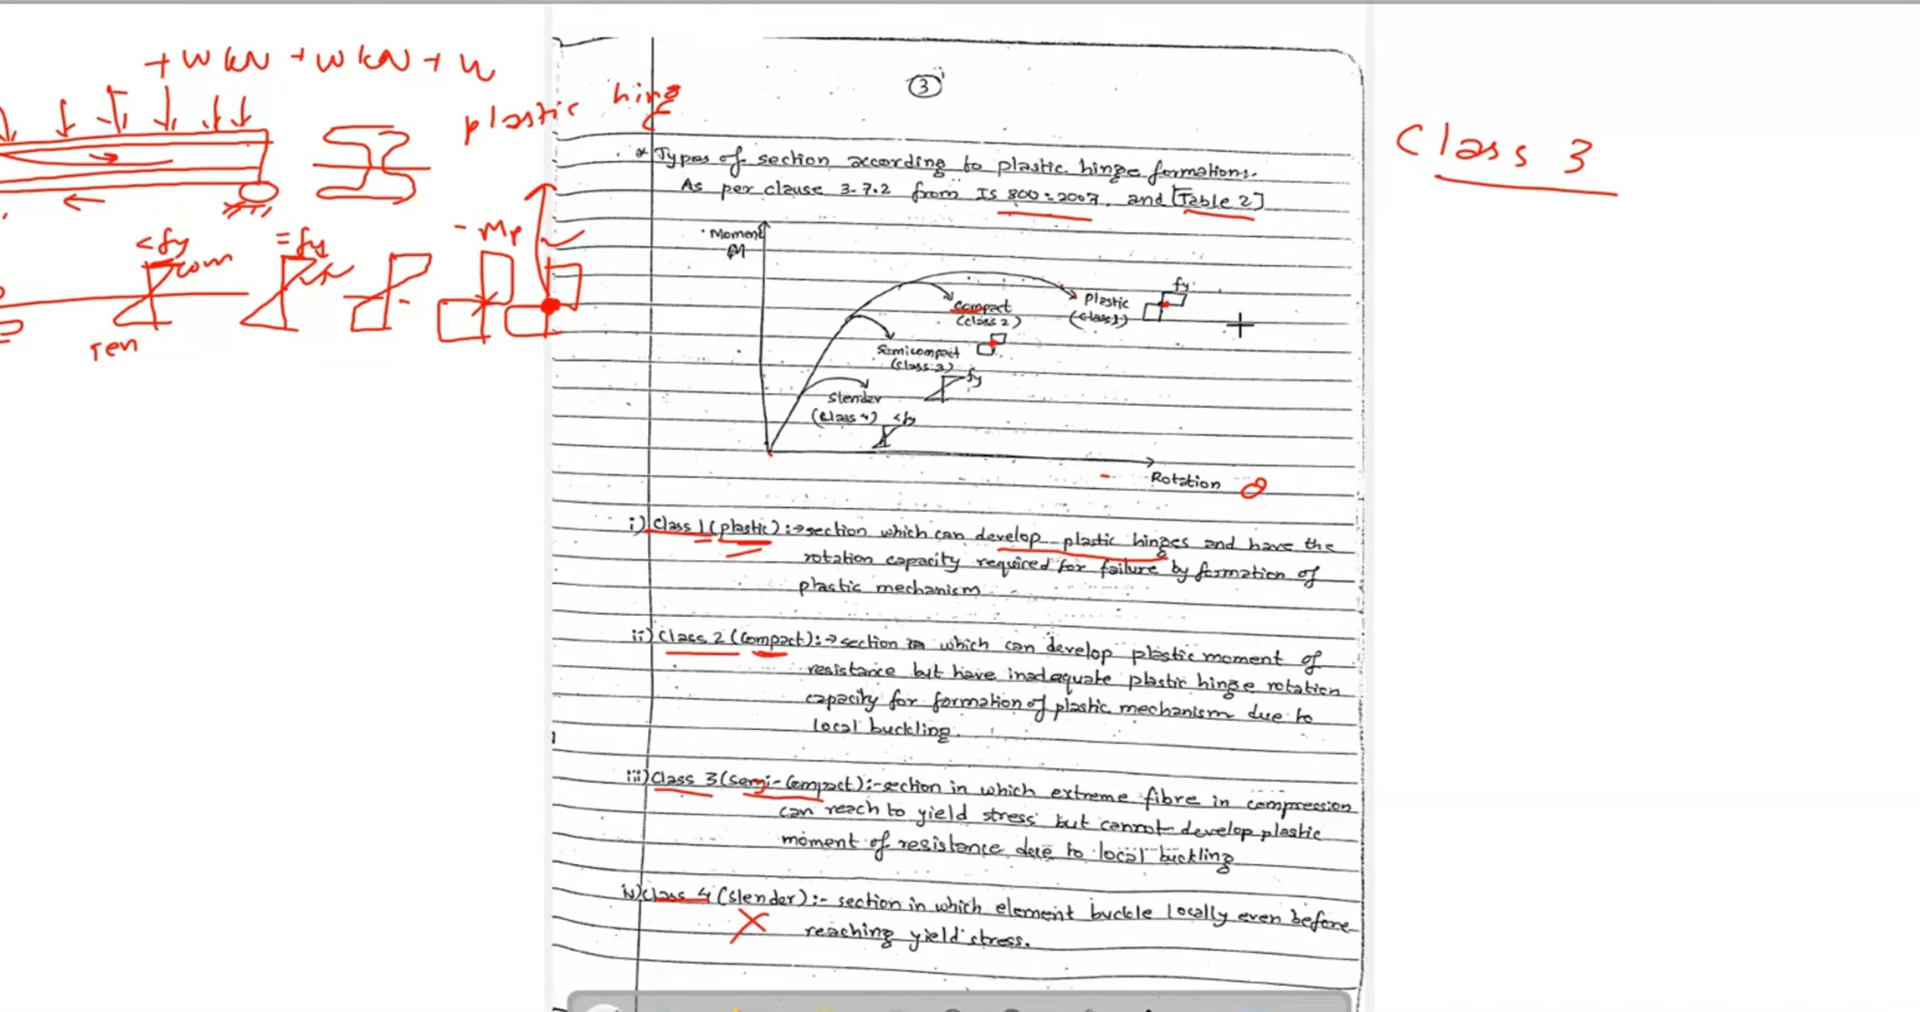 + w kN + w kN + w
plastic hinge
Class 3
<fy
com
= fy
- Mp
Ten
3
* Types of section according to plastic hinge formations.
As per clause 3.7.2 from IS 800:2007. and [Table 2]
Moment
M
fy
Plastic
(class 1)
compact
(class 2)
Semicompact
(class 3)
fy
Slender
(class 4) <fy
Rotation θ
i) Class 1 (plastic) :→ section which can develop plastic hinges and have the
rotation capacity required for failure by formation of
plastic mechanism
ii) Class 2 (compact) :→ section which can develop plastic moment of
resistance but have inadequate plastic hinge rotation
capacity for formation of plastic mechanism due to
local buckling.
iii) Class 3 (semi-compact) :- section in which extreme fibre in compression
can reach to yield stress but cannot develop plastic
moment of resistance due to local buckling
iv) Class 4 (slender) :- section in which element buckle locally even before
reaching yield stress.